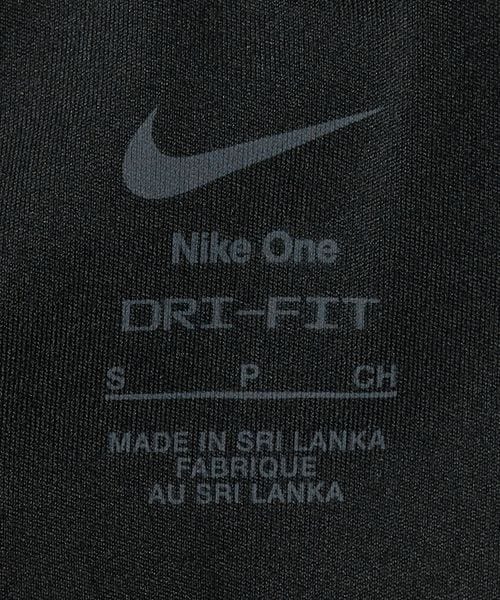 Nike One
DRI-FIT
S P CH
MADE IN SRI LANKA
FABRIQUE
AU SRI LANKA